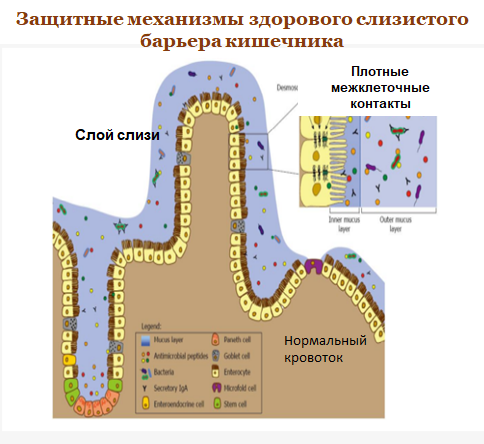 Защитные механизмы здорового слизистого
барьера кишечника
Плотные
межклеточные
контакты
Desmos
Слой слизи
Inner mucus
layer
Outer mucus
layer
Legend:
Mucus layer
Antimicrobial peptides
Bacteria
Secretory IgA
Enteroendocrine cell
Paneth cell
Goblet cell
Enterocyte
Microfold cell
Stem cell
Нормальный
кровоток